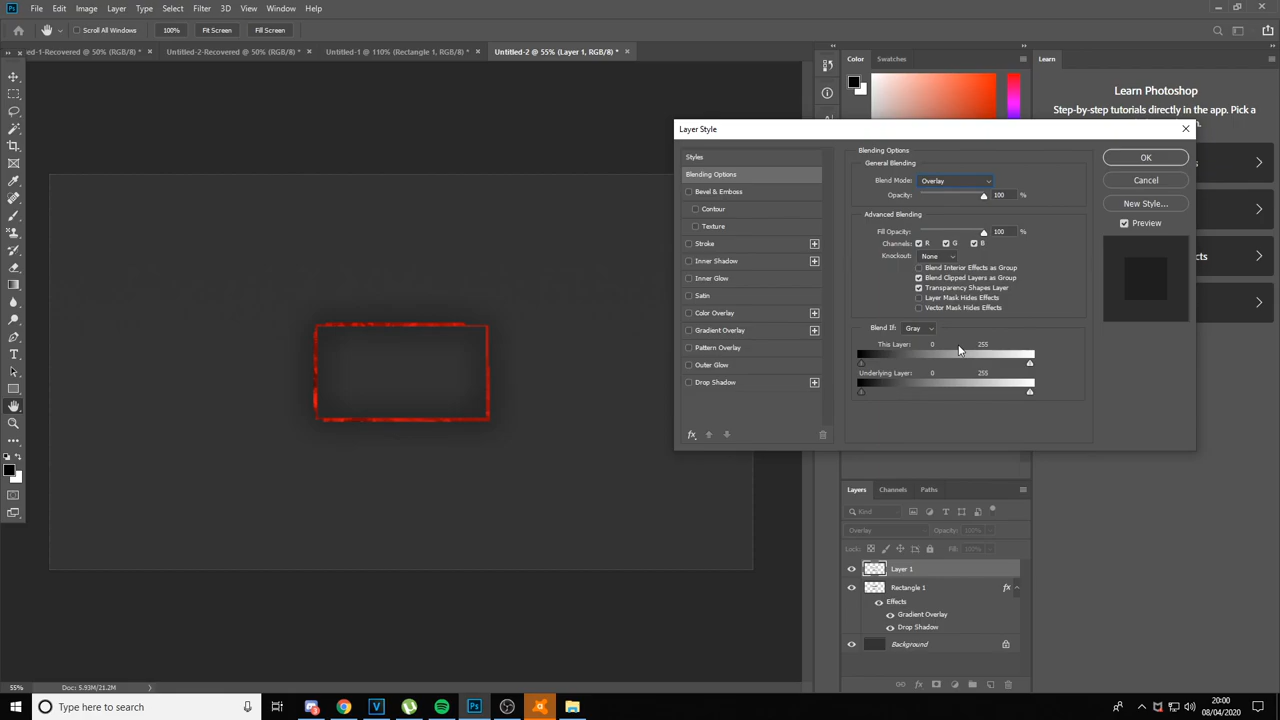 File Edit Image Layer Type Select Filter 3D View Window Help
Scroll All Windows 100% Fit Screen Fill Screen
ed-1-Recovered @ 50% (RGB/8) * × Untitled-2-Recovered @ 50% (RGB/8) * × Untitled-1 @ 110% (Rectangle 1, RGB/8) * × Untitled-2 @ 55% (Layer 1, RGB/8) * ×
Color Swatches
Learn
Learn Photoshop
Step-by-step tutorials directly in the app. Pick a
Layer Style
Styles
Blending Options
Bevel & Emboss
Contour
Texture
Stroke
Inner Shadow
Inner Glow
Satin
Color Overlay
Gradient Overlay
Pattern Overlay
Outer Glow
Drop Shadow
fx
Blending Options
General Blending
Blend Mode: Overlay
Opacity: 100 %
Advanced Blending
Fill Opacity: 100 %
Channels: R G B
Knockout: None
Blend Interior Effects as Group
Blend Clipped Layers as Group
Transparency Shapes Layer
Layer Mask Hides Effects
Vector Mask Hides Effects
Blend If: Gray
This Layer: 0 255
Underlying Layer: 0 255
OK
Cancel
New Style...
Preview
Layers Channels Paths
Kind
Overlay Opacity: 100%
Lock: Fill: 100%
Layer 1
Rectangle 1 fx
Effects
Gradient Overlay
Drop Shadow
Background
55% Doc: 5.93M/21.2M
Type here to search
20:00
08/04/2020